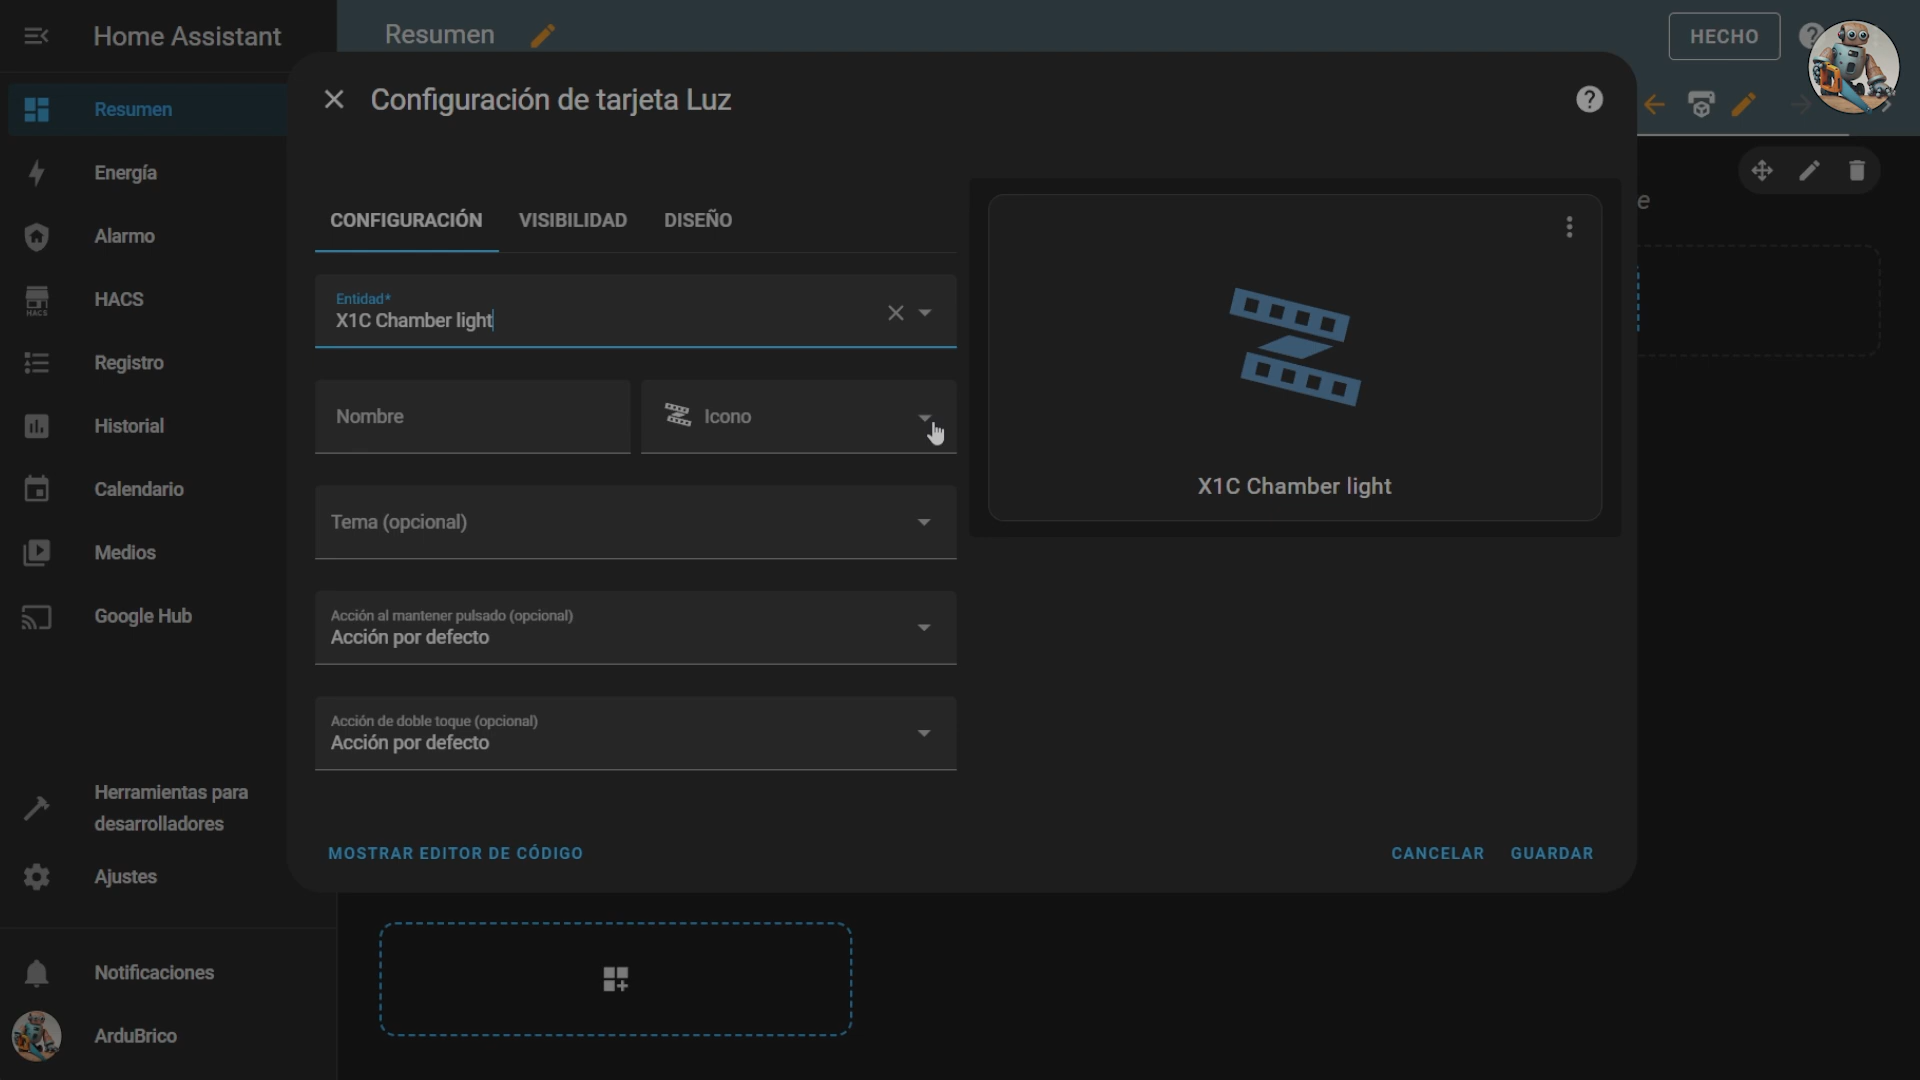 Home Assistant
Resumen
HECHO
Resumen
Energía
Alarmo
HACS
HACS
Registro
Historial
Calendario
Medios
Google Hub
Herramientas para
desarrolladores
Ajustes
Notificaciones
ArduBrico
Configuración de tarjeta Luz
CONFIGURACIÓN
VISIBILIDAD
DISEÑO
Entidad*
X1C Chamber light
Nombre
Icono
Tema (opcional)
Acción al mantener pulsado (opcional)
Acción por defecto
Acción de doble toque (opcional)
Acción por defecto
MOSTRAR EDITOR DE CÓDIGO
X1C Chamber light
CANCELAR
GUARDAR
e